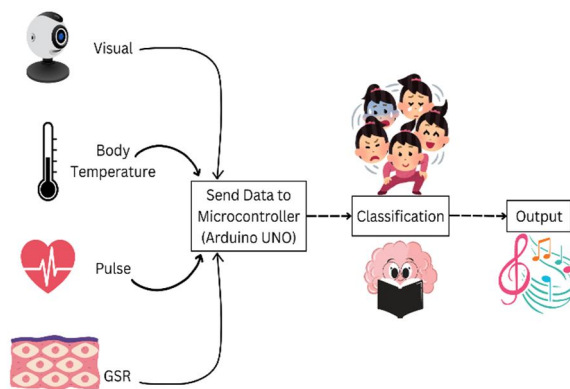 Visual
Body
Temperature
Send Data to
Microcontroller
(Arduino UNO)
Classification
Output
Pulse
GSR